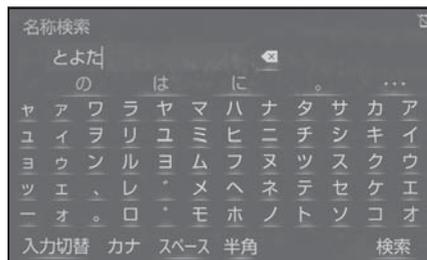 名称検索
とよた
の は に 。 …
ャ ァ ワ ラ ヤ マ ハ ナ タ サ カ ア
ュ ィ ヲ リ ユ ミ ヒ ニ チ シ キ イ
ョ ゥ ン ル ヨ ム フ ヌ ツ ス ク ウ
ッ ェ 、 レ ゛ メ ヘ ネ テ セ ケ エ
ー ォ 。 ロ ゜ モ ホ ノ ト ソ コ オ
入力切替 カナ スペース 半角 検索